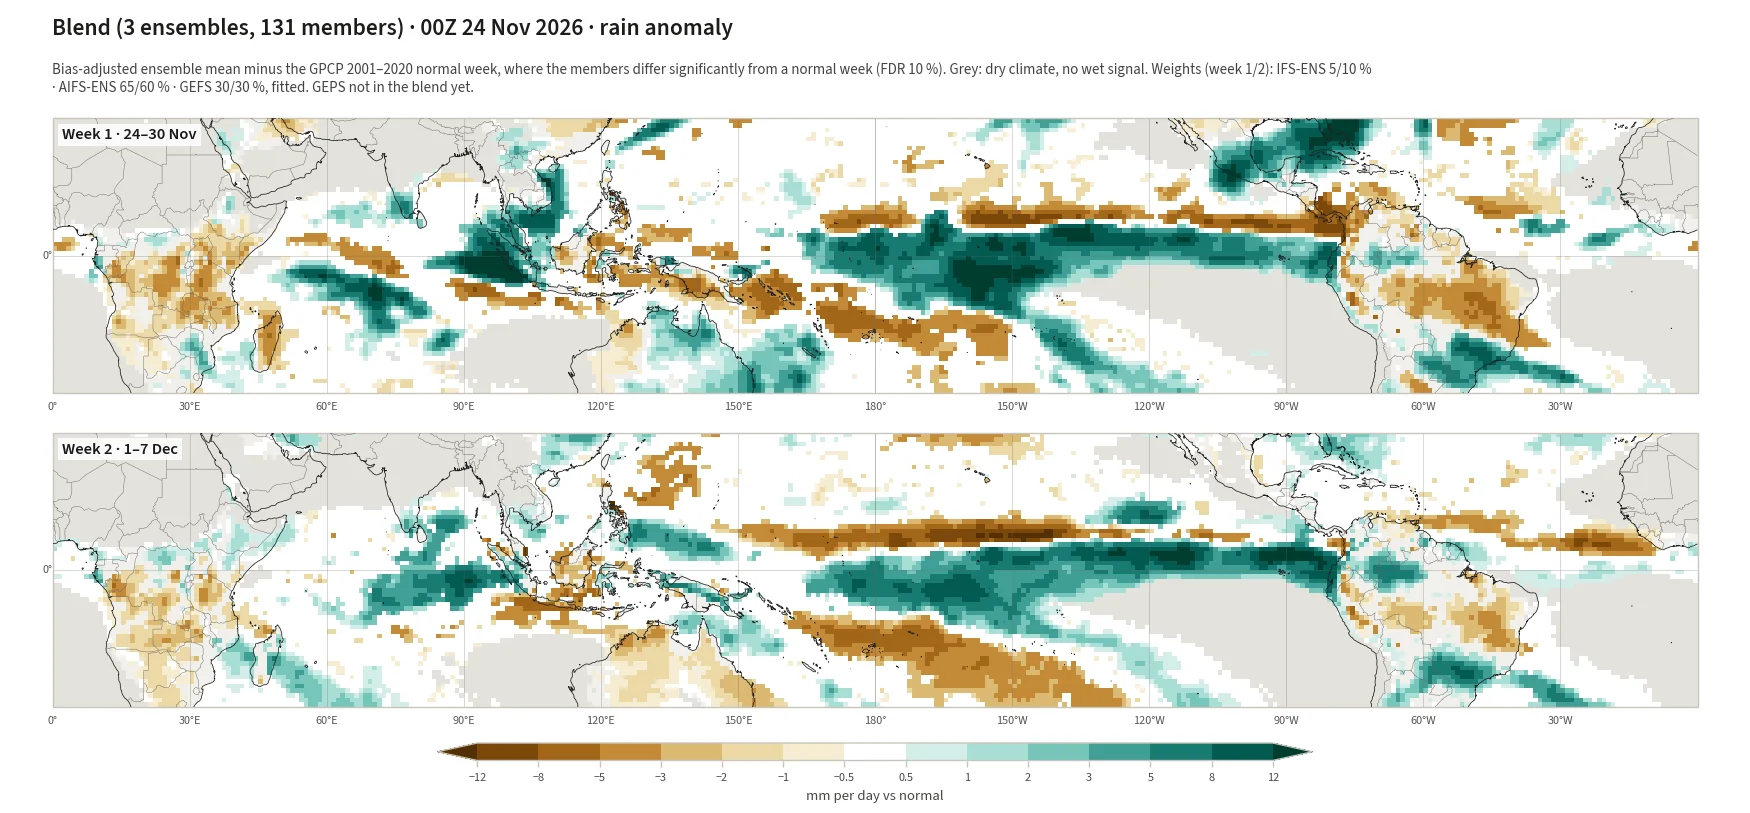 Blend (3 ensembles, 131 members) · 00Z 24 Nov 2026 · rain anomaly
Bias-adjusted ensemble mean minus the GPCP 2001–2020 normal week, where the members differ significantly from a normal week (FDR 10 %). Grey: dry climate, no wet signal. Weights (week 1/2): IFS-ENS 5/10 %
· AIFS-ENS 65/60 % · GEFS 30/30 %, fitted. GEPS not in the blend yet.
Week 1 · 24–30 Nov
0°
0° 30°E 60°E 90°E 120°E 150°E 180° 150°W 120°W 90°W 60°W 30°W
Week 2 · 1–7 Dec
0°
0° 30°E 60°E 90°E 120°E 150°E 180° 150°W 120°W 90°W 60°W 30°W
−12 −8 −5 −3 −2 −1 −0.5 0.5 1 2 3 5 8 12
mm per day vs normal